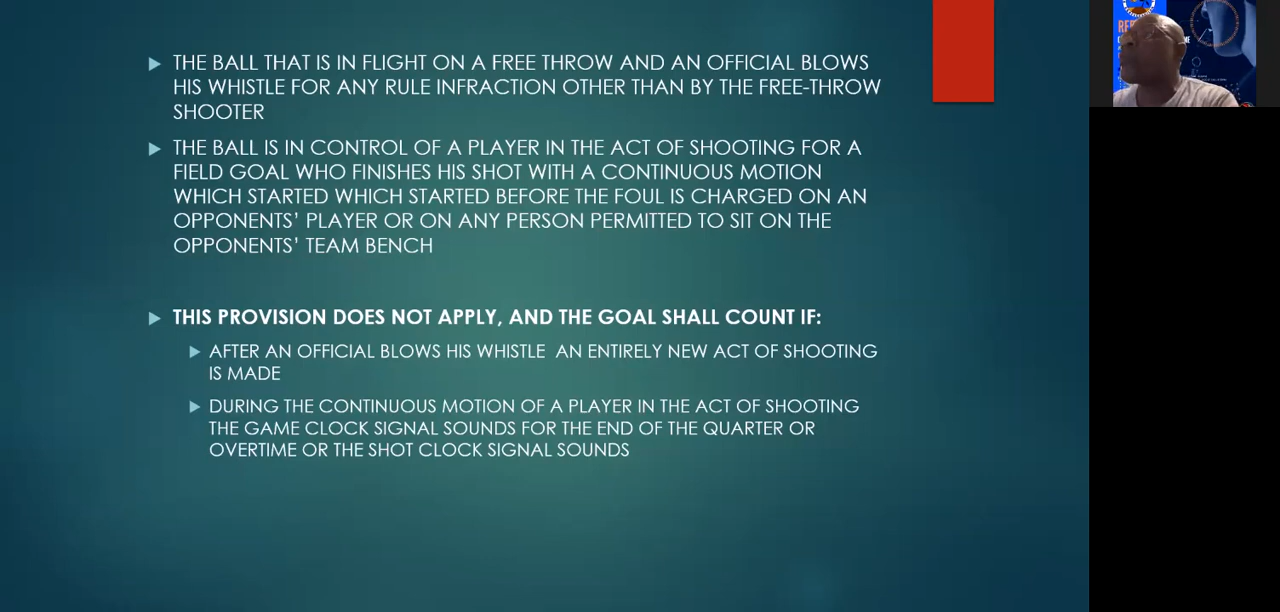 THE BALL THAT IS IN FLIGHT ON A FREE THROW AND AN OFFICIAL BLOWS
HIS WHISTLE FOR ANY RULE INFRACTION OTHER THAN BY THE FREE-THROW
SHOOTER
THE BALL IS IN CONTROL OF A PLAYER IN THE ACT OF SHOOTING FOR A
FIELD GOAL WHO FINISHES HIS SHOT WITH A CONTINUOUS MOTION
WHICH STARTED WHICH STARTED BEFORE THE FOUL IS CHARGED ON AN
OPPONENTS' PLAYER OR ON ANY PERSON PERMITTED TO SIT ON THE
OPPONENTS' TEAM BENCH
THIS PROVISION DOES NOT APPLY, AND THE GOAL SHALL COUNT IF:
AFTER AN OFFICIAL BLOWS HIS WHISTLE AN ENTIRELY NEW ACT OF SHOOTING
IS MADE
DURING THE CONTINUOUS MOTION OF A PLAYER IN THE ACT OF SHOOTING
THE GAME CLOCK SIGNAL SOUNDS FOR THE END OF THE QUARTER OR
OVERTIME OR THE SHOT CLOCK SIGNAL SOUNDS